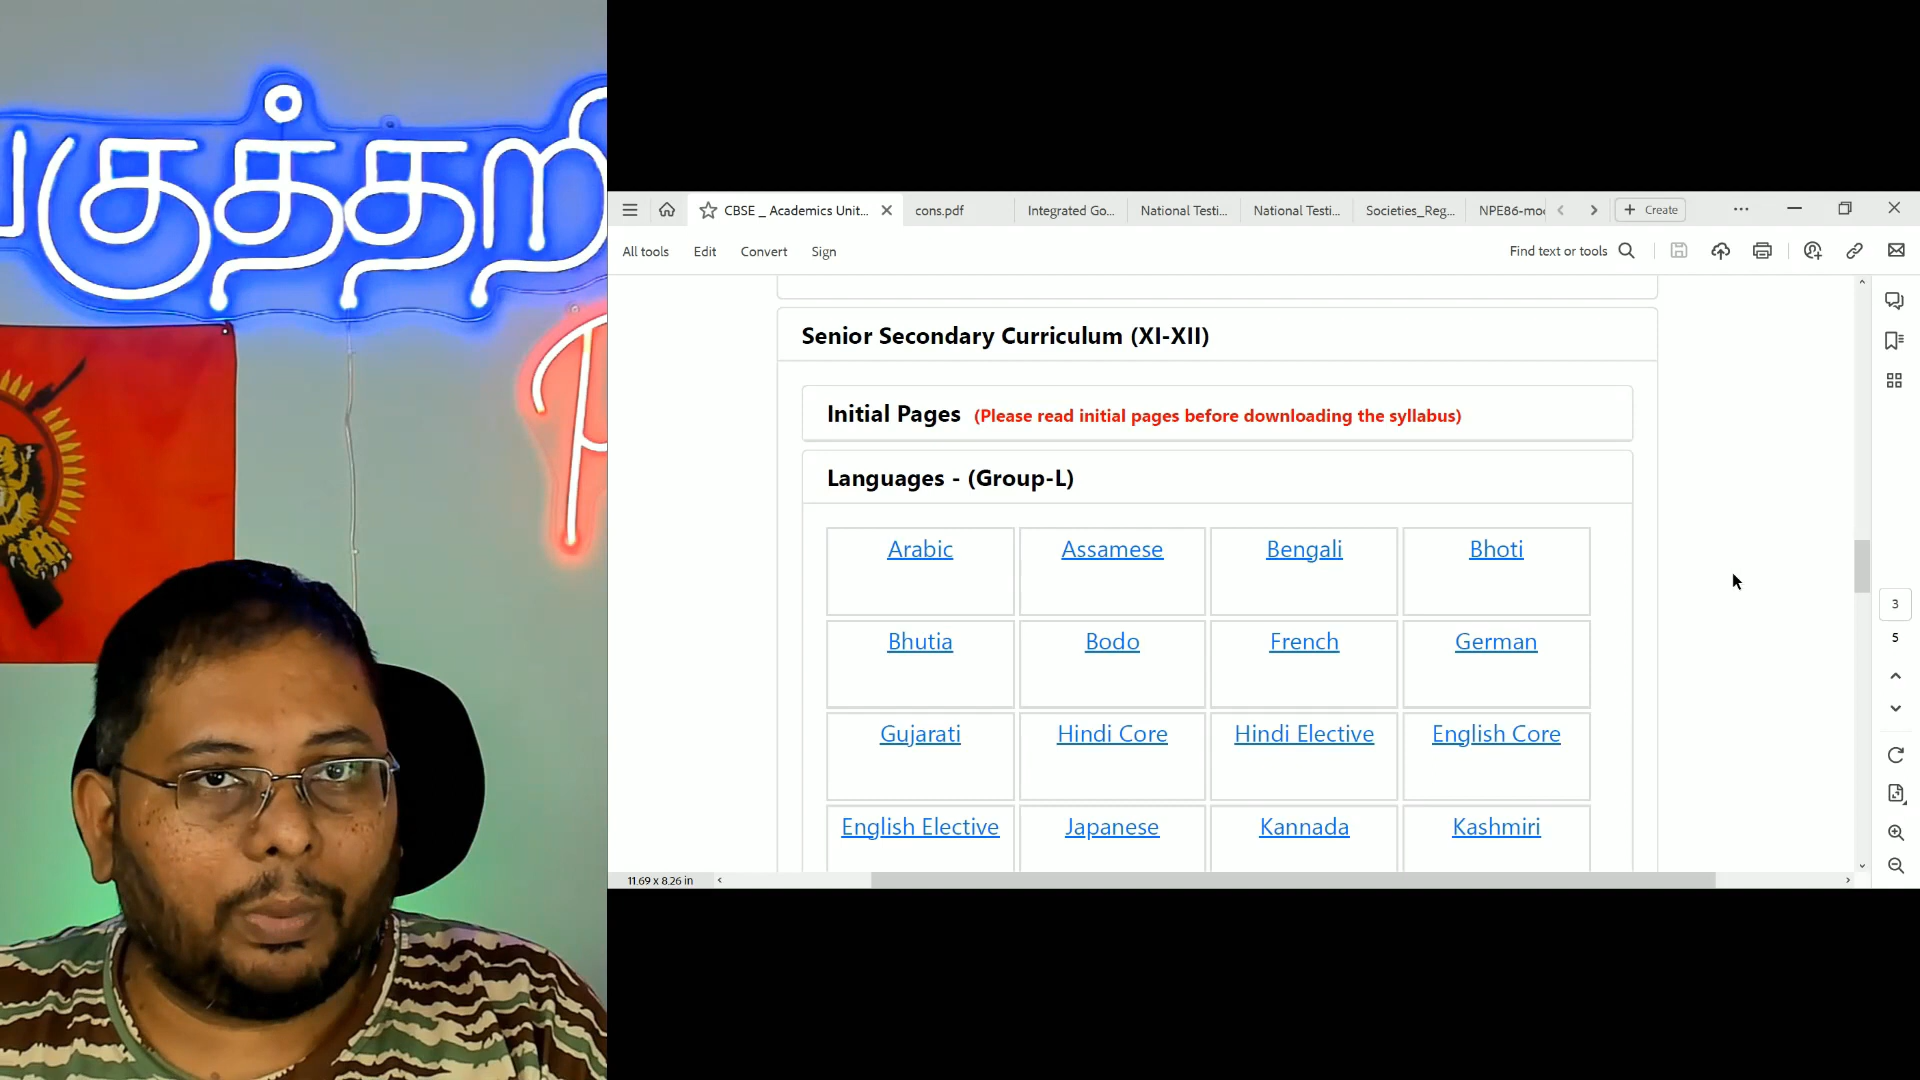 குத்தறி
CBSE _ Academics Unit...
cons.pdf
Integrated Go...
National Testi...
National Testi...
Societies_Reg...
NPE86-mo
Create
All tools
Edit
Convert
Sign
Find text or tools
Senior Secondary Curriculum (XI-XII)
Initial Pages (Please read initial pages before downloading the syllabus)
Languages - (Group-L)
Arabic
Assamese
Bengali
Bhoti
Bhutia
Bodo
French
German
Gujarati
Hindi Core
Hindi Elective
English Core
English Elective
Japanese
Kannada
Kashmiri
3
5
11.69 x 8.26 in